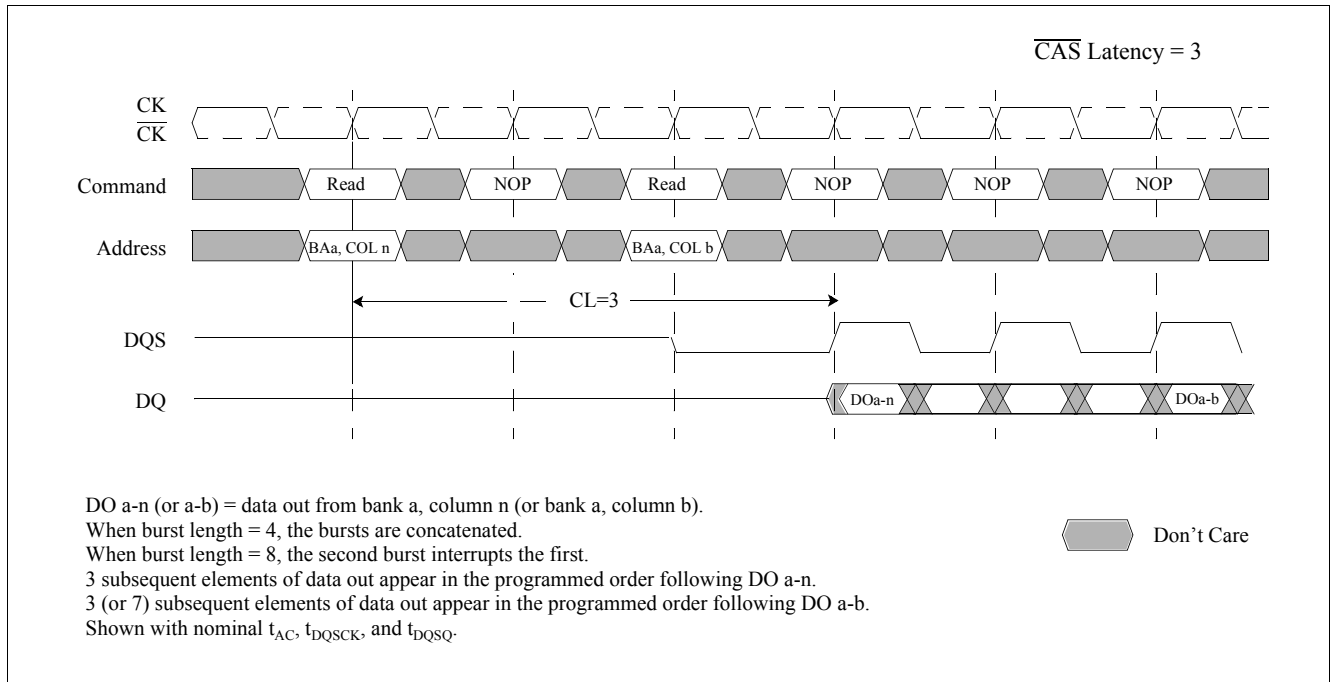 C̅A̅S̅ Latency = 3
CK
C̅K̅
Command
Read
NOP
Read
NOP
NOP
NOP
Address
BAa, COL n
BAa, COL b
CL=3
DQS
DQ
DOa-n
DOa-b
DO a-n (or a-b) = data out from bank a, column n (or bank a, column b).
When burst length = 4, the bursts are concatenated.
When burst length = 8, the second burst interrupts the first.
3 subsequent elements of data out appear in the programmed order following DO a-n.
3 (or 7) subsequent elements of data out appear in the programmed order following DO a-b.
Shown with nominal tAC, tDQSCK, and tDQSQ.
Don't Care